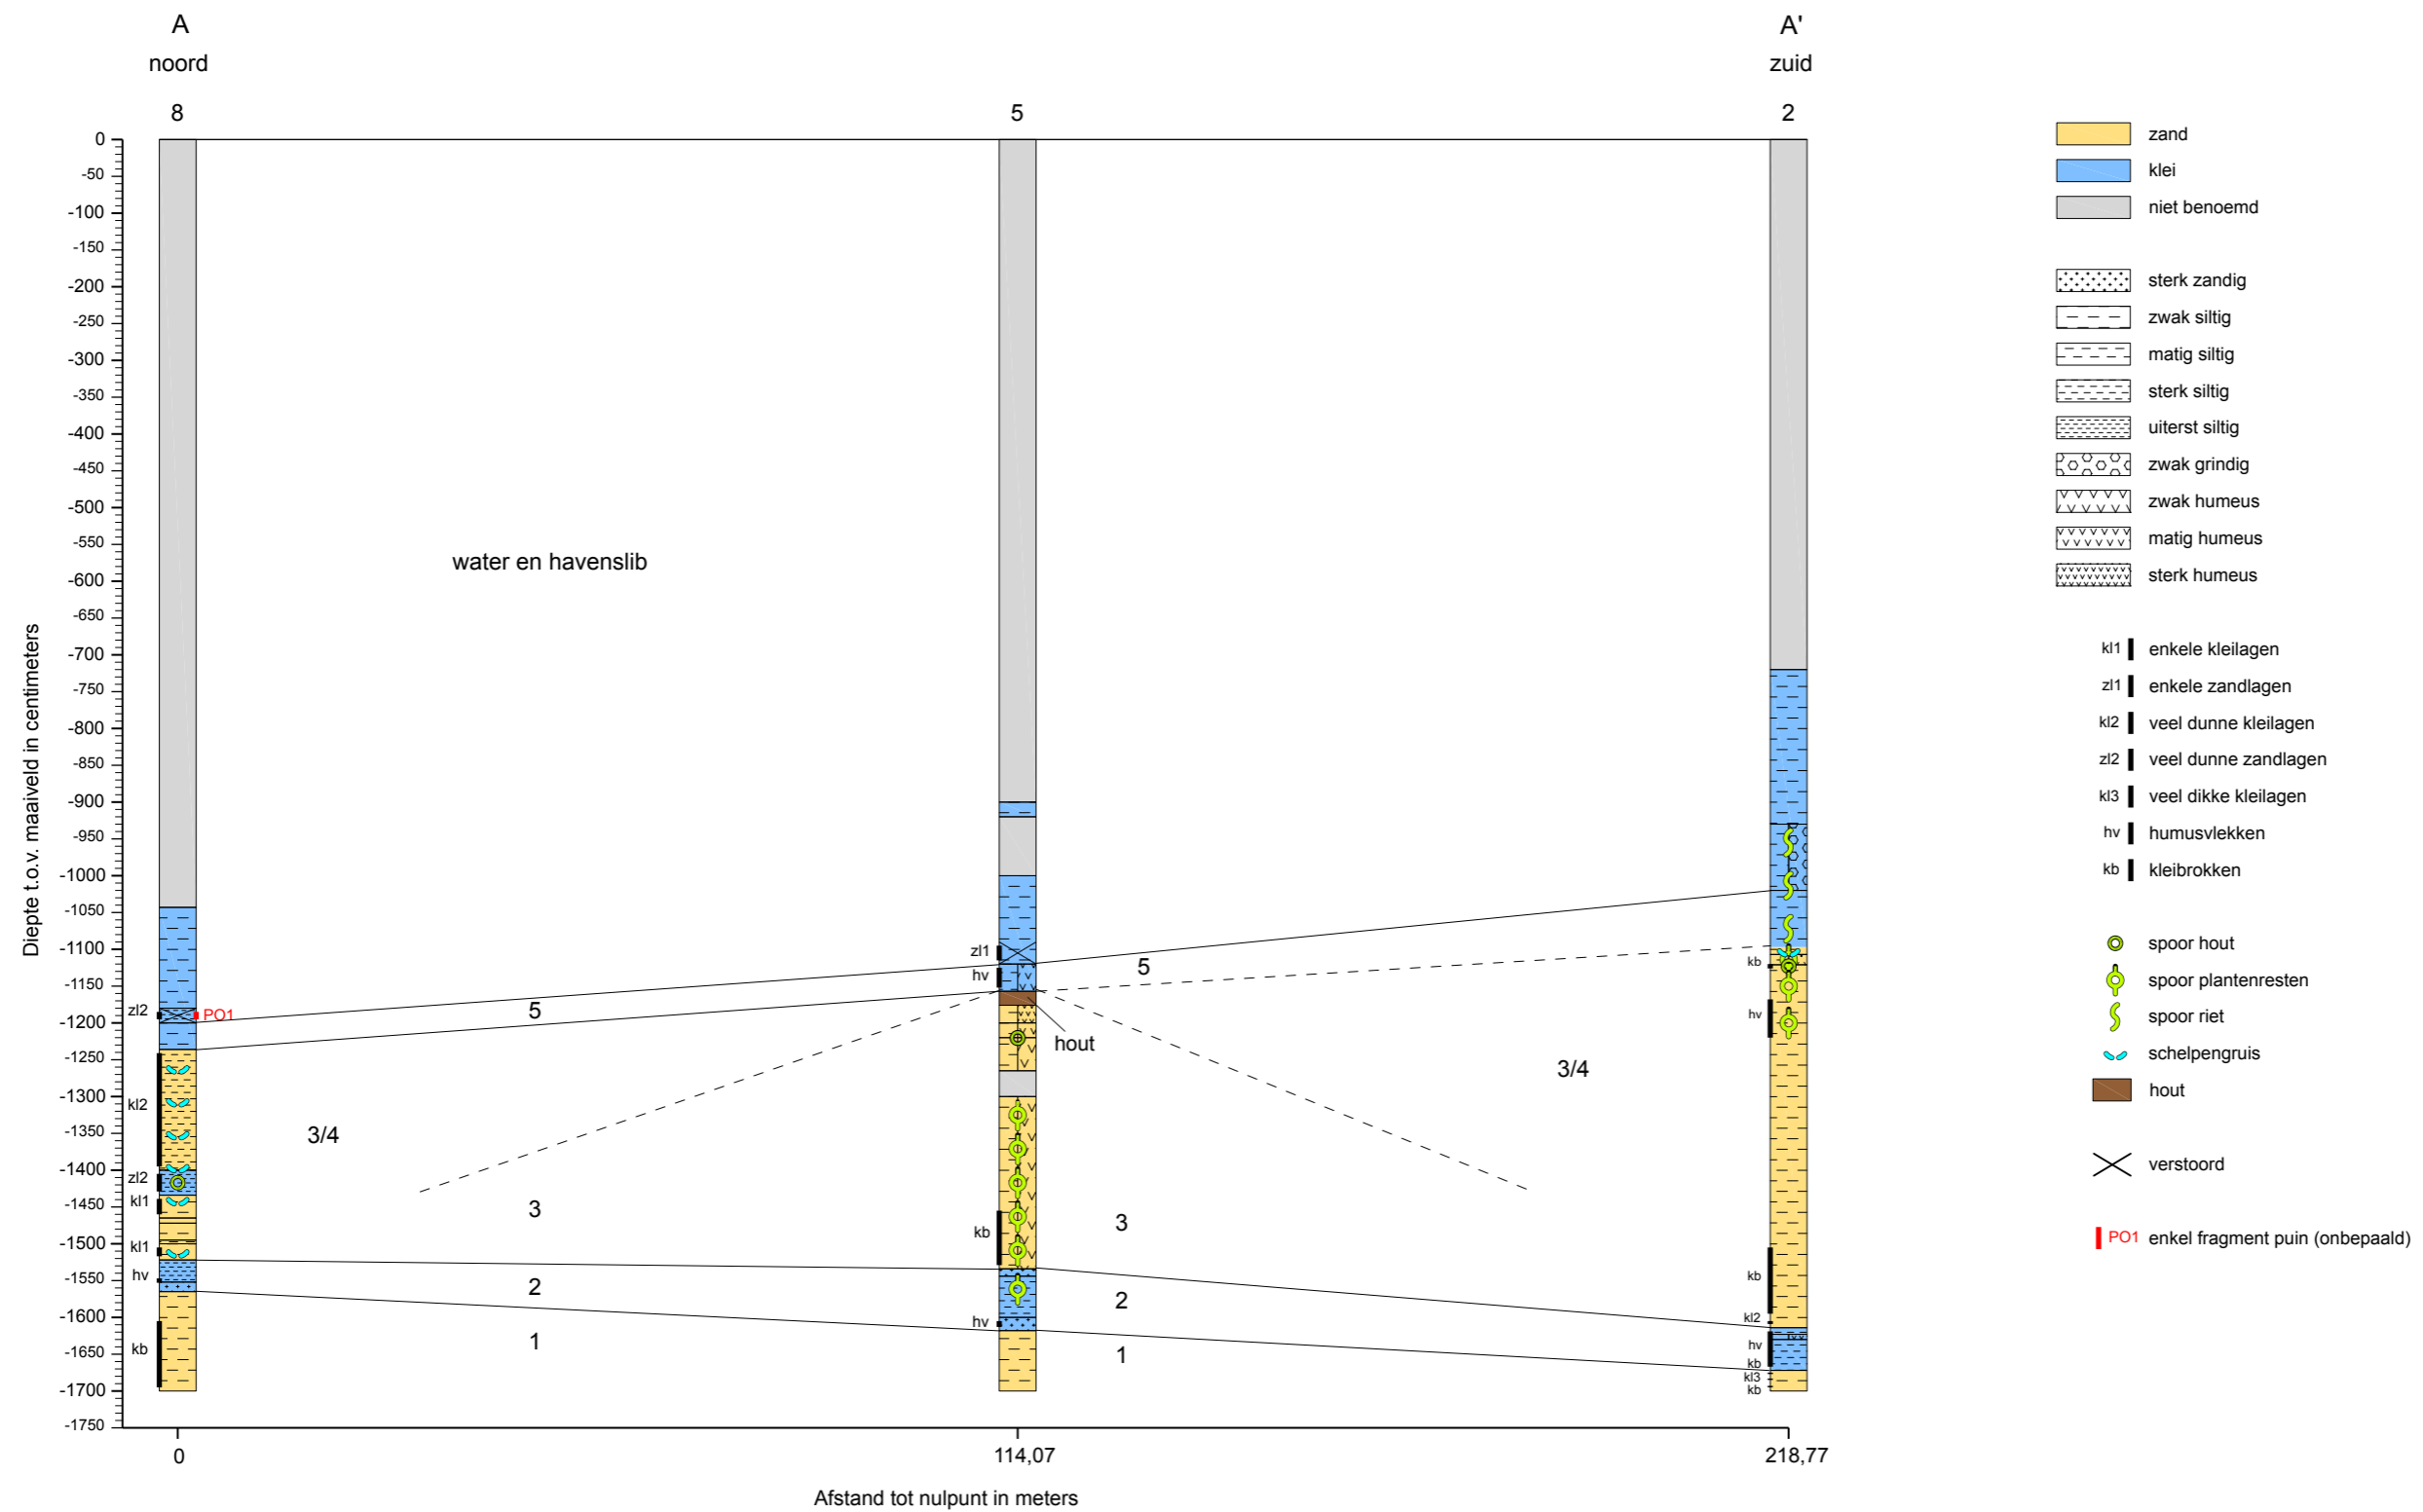 A
noord
A'
zuid
8
5
2
0
-50
-100
-150
-200
-250
-300
-350
-400
-450
-500
-550
-600
-650
-700
-750
-800
-850
-900
-950
-1000
-1050
-1100
-1150
-1200
-1250
-1300
-1350
-1400
-1450
-1500
-1550
-1600
-1650
-1700
-1750
Diepte t.o.v. maaiveld in centimeters
water en havenslib
zl2
PO1
kl2
zl2
kl1
kl1
hv
kb
5
3/4
3
2
1
zl1
hv
kb
hv
hout
5
3/4
3
2
1
kb
hv
kb
kl2
hv
kb
kl3
kb
0
114,07
218,77
Afstand tot nulpunt in meters
zand
klei
niet benoemd
sterk zandig
zwak siltig
matig siltig
sterk siltig
uiterst siltig
zwak grindig
zwak humeus
matig humeus
sterk humeus
kl1 enkele kleilagen
zl1 enkele zandlagen
kl2 veel dunne kleilagen
zl2 veel dunne zandlagen
kl3 veel dikke kleilagen
hv humusvlekken
kb kleibrokken
spoor hout
spoor plantenresten
spoor riet
schelpengruis
hout
verstoord
PO1 enkel fragment puin (onbepaald)